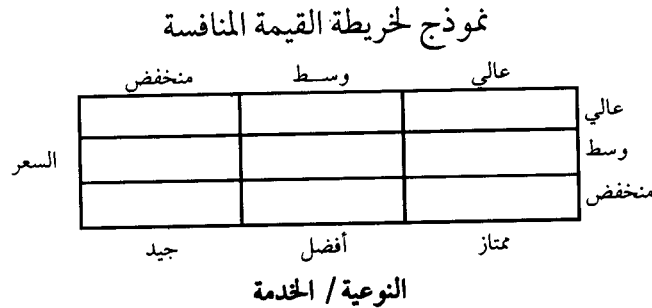 نموذج لخريطة القيمة المنافسة
عالي وسط منخفض
عالي
وسط
السعر
منخفض
ممتاز أفضل جيد
النوعية / الخدمة